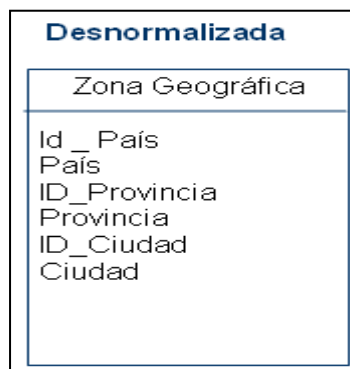 Desnormalizada
Zona Geográfica
Id _ País
País
ID_Provincia
Provincia
ID_Ciudad
Ciudad